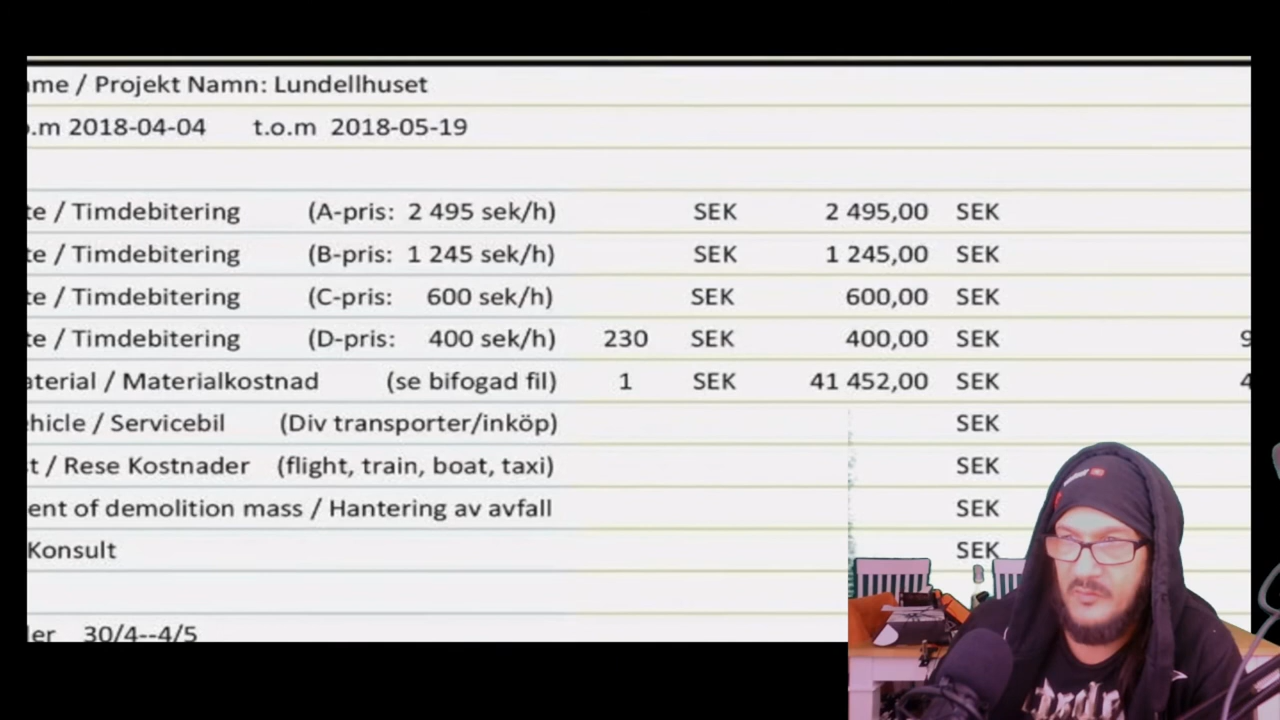 me / Projekt Namn: Lundellhuset
.m 2018-04-04 t.o.m 2018-05-19
te / Timdebitering (A-pris: 2 495 sek/h) SEK 2 495,00 SEK
te / Timdebitering (B-pris: 1 245 sek/h) SEK 1 245,00 SEK
te / Timdebitering (C-pris: 600 sek/h) SEK 600,00 SEK
te / Timdebitering (D-pris: 400 sek/h) 230 SEK 400,00 SEK 9
aterial / Materialkostnad (se bifogad fil) 1 SEK 41 452,00 SEK 4
ehicle / Servicebil (Div transporter/inköp) SEK
t / Rese Kostnader (flight, train, boat, taxi) SEK
ent of demolition mass / Hantering av avfall SEK
Konsult SEK
ler 30/4--4/5